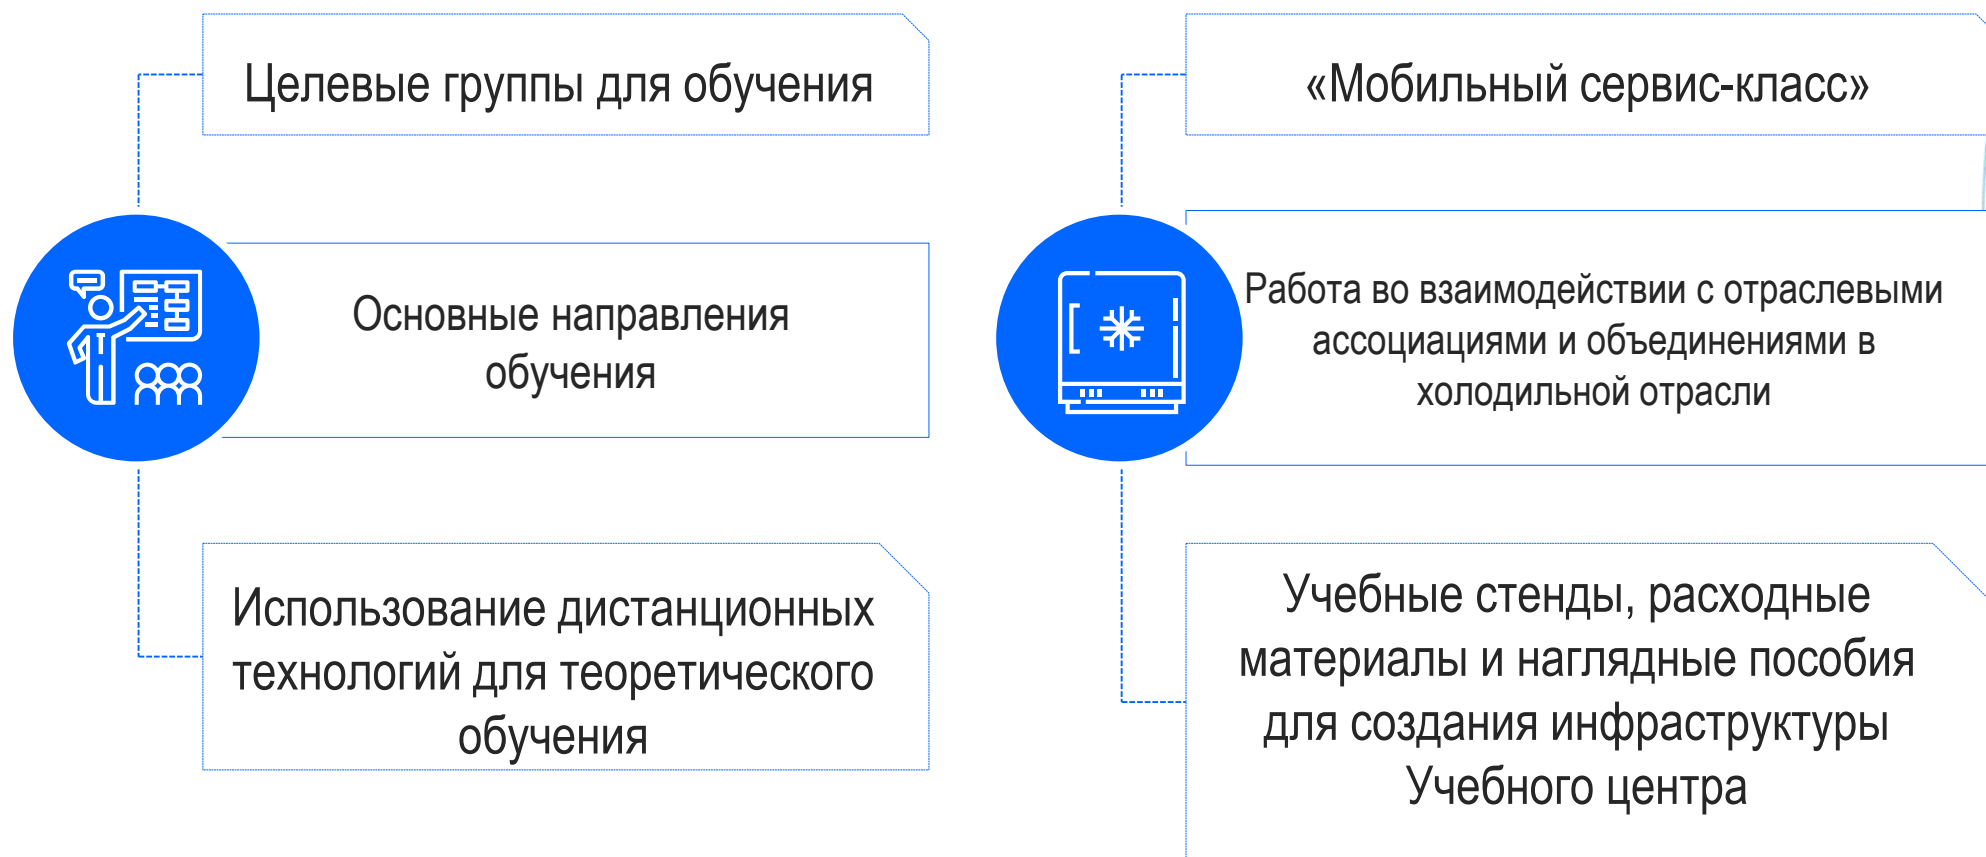 Целевые группы для обучения
Основные направления
обучения
Использование дистанционных
технологий для теоретического
обучения
«Мобильный сервис-класс»
Работа во взаимодействии с отраслевыми
ассоциациями и объединениями в
холодильной отрасли
Учебные стенды, расходные
материалы и наглядные пособия
для создания инфраструктуры
Учебного центра